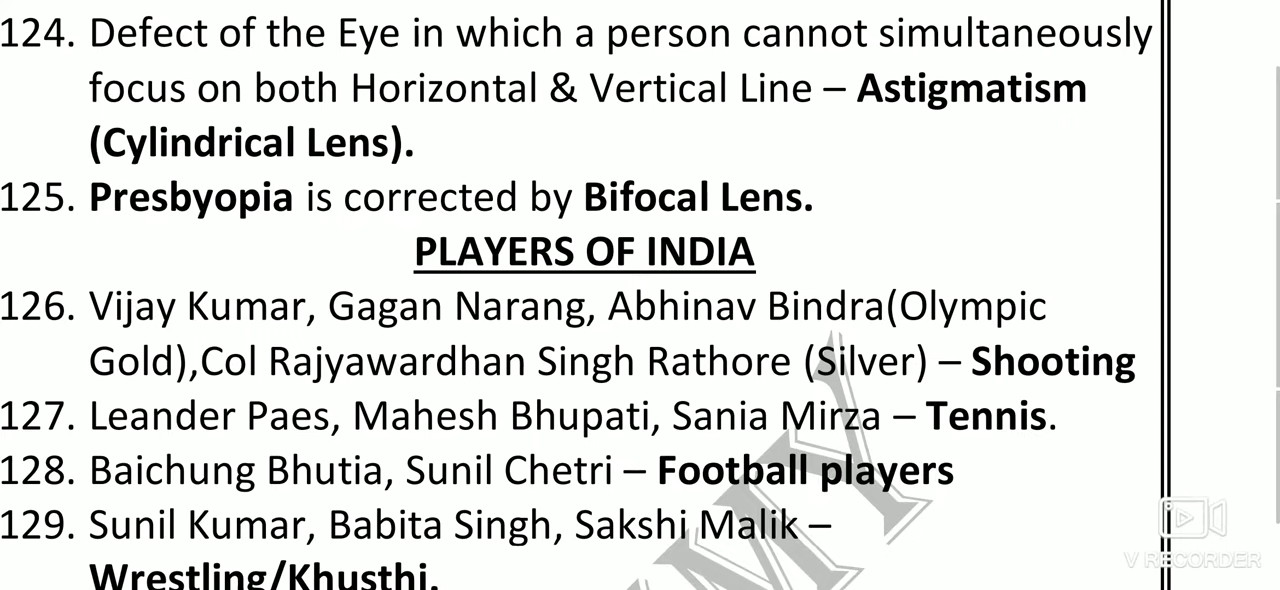 124. Defect of the Eye in which a person cannot simultaneously
focus on both Horizontal & Vertical Line – Astigmatism
(Cylindrical Lens).
125. Presbyopia is corrected by Bifocal Lens.
PLAYERS OF INDIA
126. Vijay Kumar, Gagan Narang, Abhinav Bindra(Olympic
Gold),Col Rajyawardhan Singh Rathore (Silver) – Shooting
127. Leander Paes, Mahesh Bhupati, Sania Mirza – Tennis.
128. Baichung Bhutia, Sunil Chetri – Football players
129. Sunil Kumar, Babita Singh, Sakshi Malik –
Wrestling/Khusthi.
V RECORDER